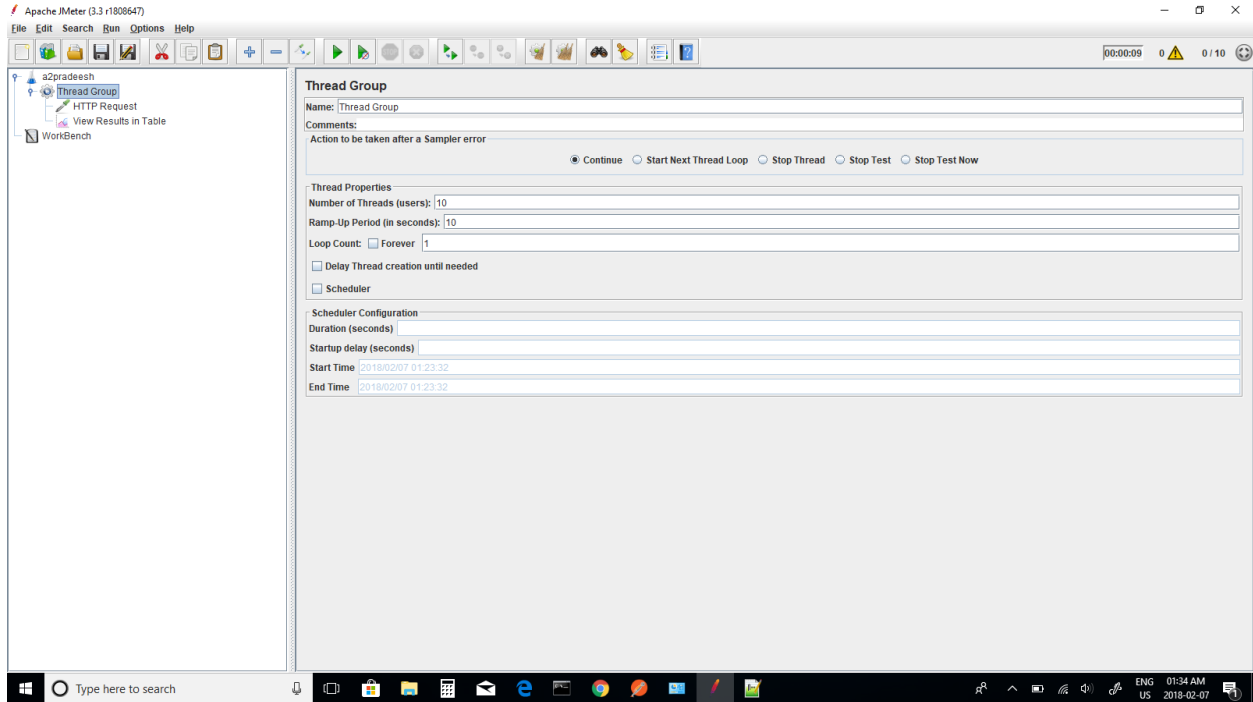 Apache JMeter (3.3 r1808647)
File Edit Search Run Options Help
00:00:09 0 0 / 10
a2pradeesh
Thread Group
HTTP Request
View Results in Table
WorkBench
Thread Group
Name: Thread Group
Comments:
Action to be taken after a Sampler error
Continue Start Next Thread Loop Stop Thread Stop Test Stop Test Now
Thread Properties
Number of Threads (users): 10
Ramp-Up Period (in seconds): 10
Loop Count: Forever 1
Delay Thread creation until needed
Scheduler
Scheduler Configuration
Duration (seconds)
Startup delay (seconds)
Start Time 2018/02/07 01:23:32
End Time 2018/02/07 01:23:32
Type here to search
ENG 01:34 AM
US 2018-02-07